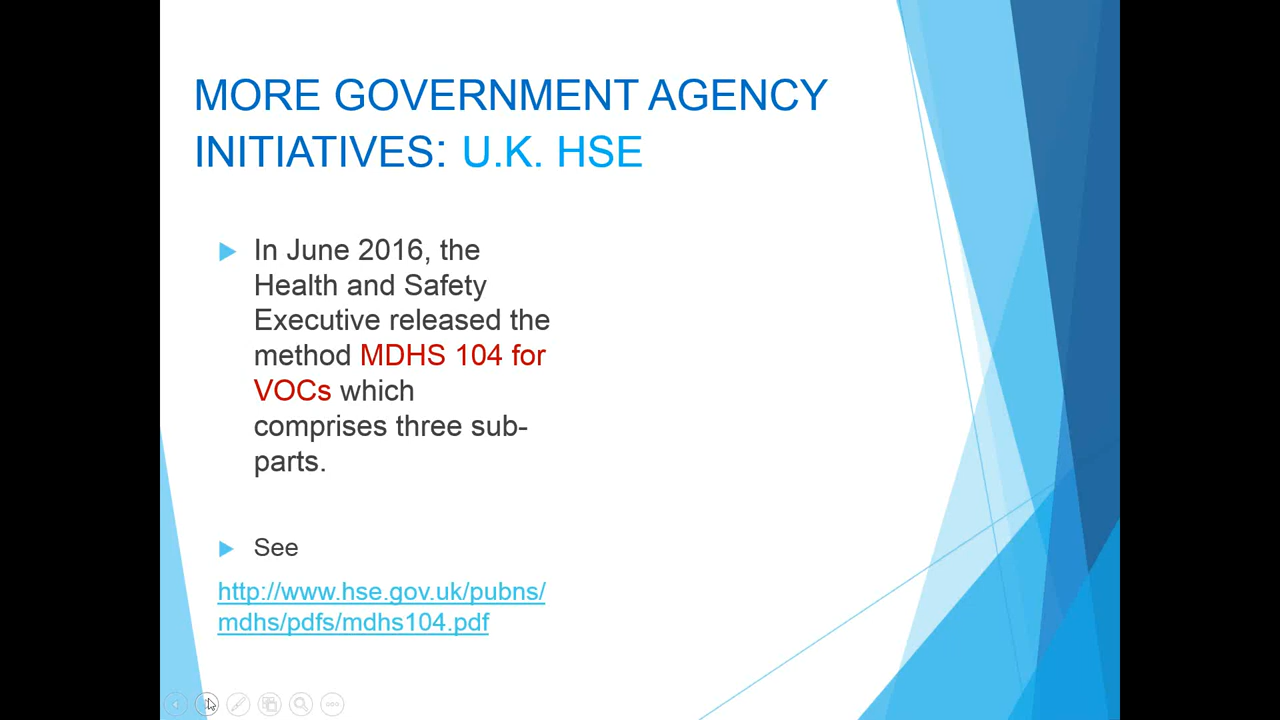 MORE GOVERNMENT AGENCY
INITIATIVES: U.K. HSE
In June 2016, the
Health and Safety
Executive released the
method MDHS 104 for
VOCs which
comprises three sub-
parts.
See
http://www.hse.gov.uk/pubns/
mdhs/pdfs/mdhs104.pdf